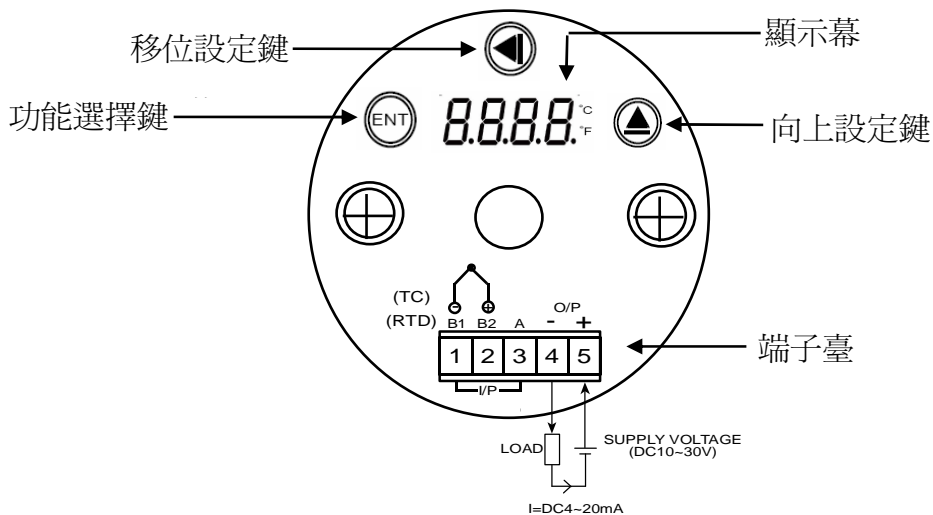 移位設定鍵
顯示幕
功能選擇鍵
ENT
8.8.8.8.
°C
°F
向上設定鍵
(TC)
O/P
(RTD) B1 B2 A - +
1 2 3 4 5
端子臺
I/P
LOAD
SUPPLY VOLTAGE
(DC10~30V)
I=DC4~20mA